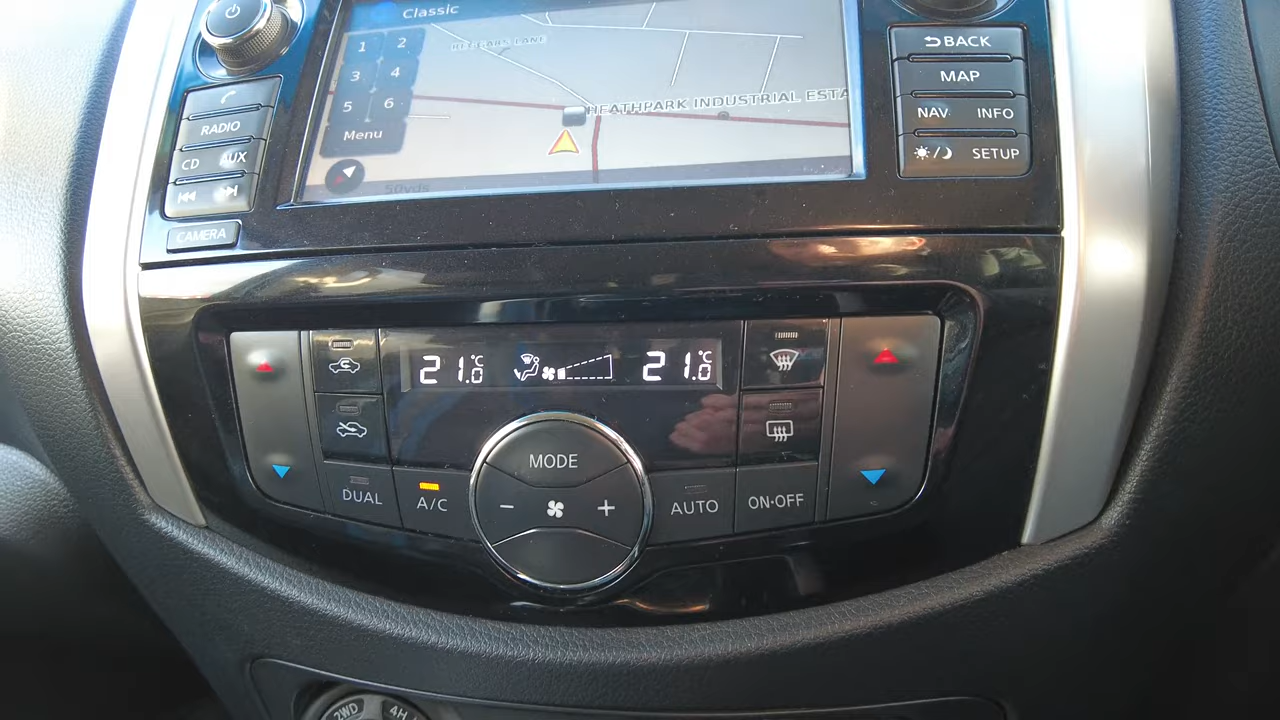 Classic
1 2
3 4
5 6
Menu
50yds
HEATHPARK INDUSTRIAL ESTA
RADIO
CD AUX
CAMERA
BACK
MAP
NAV INFO
SETUP
21.0°C
21.0°C
DUAL
A/C
MODE
- +
AUTO
ON·OFF
2WD
4H